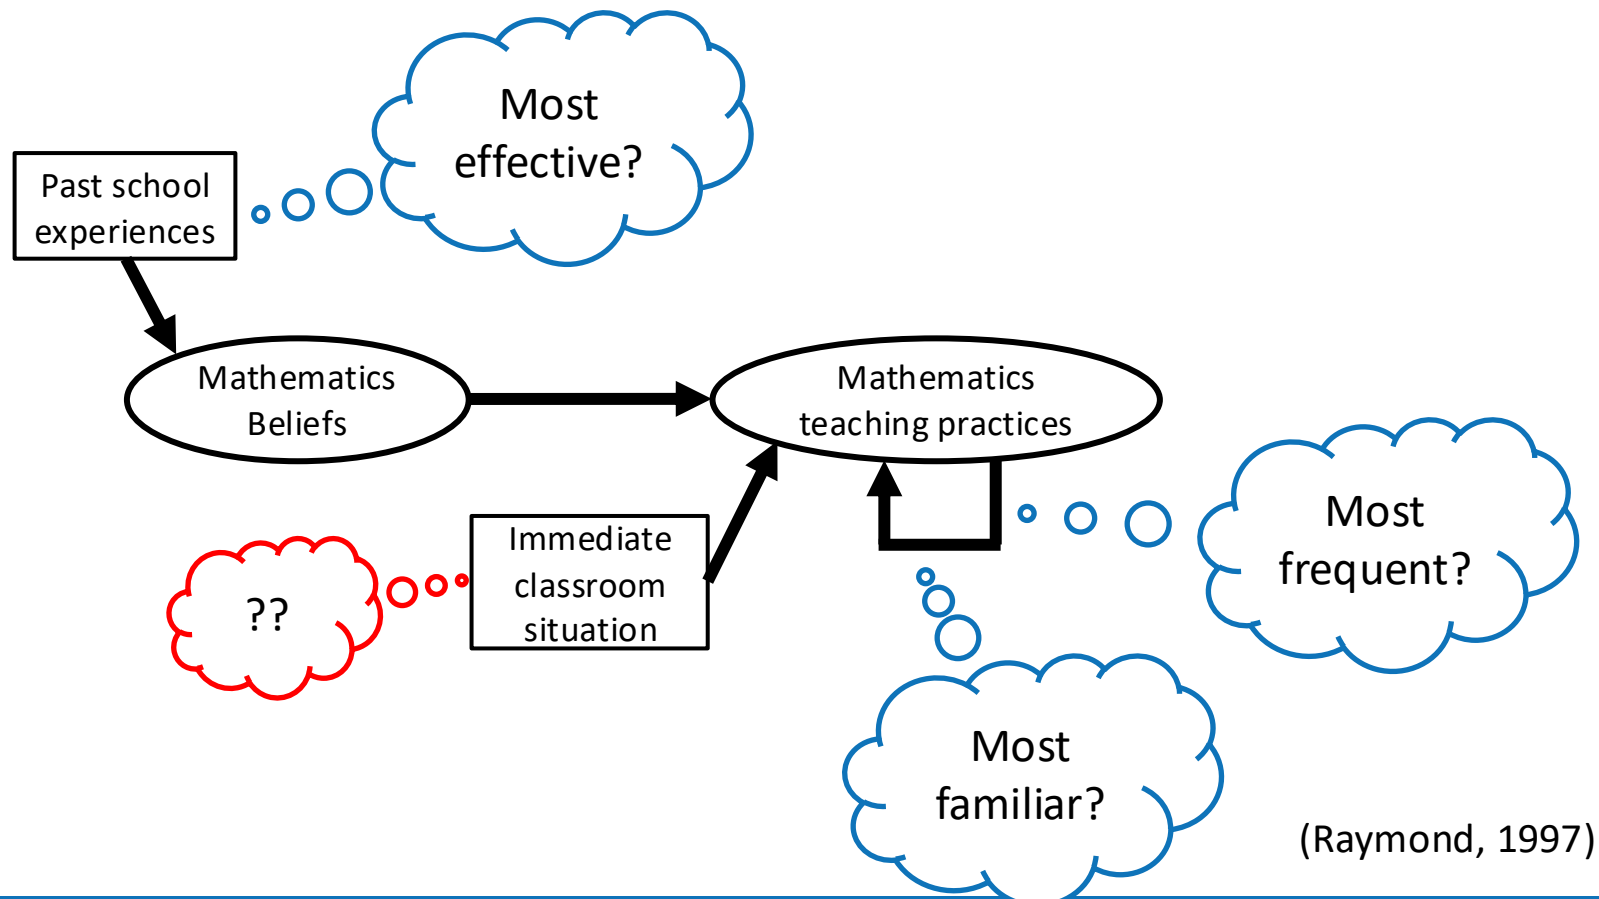 Most
effective?
Past school
experiences
Mathematics
Beliefs
Mathematics
teaching practices
Immediate
classroom
situation
??
Most
frequent?
Most
familiar?
(Raymond, 1997)